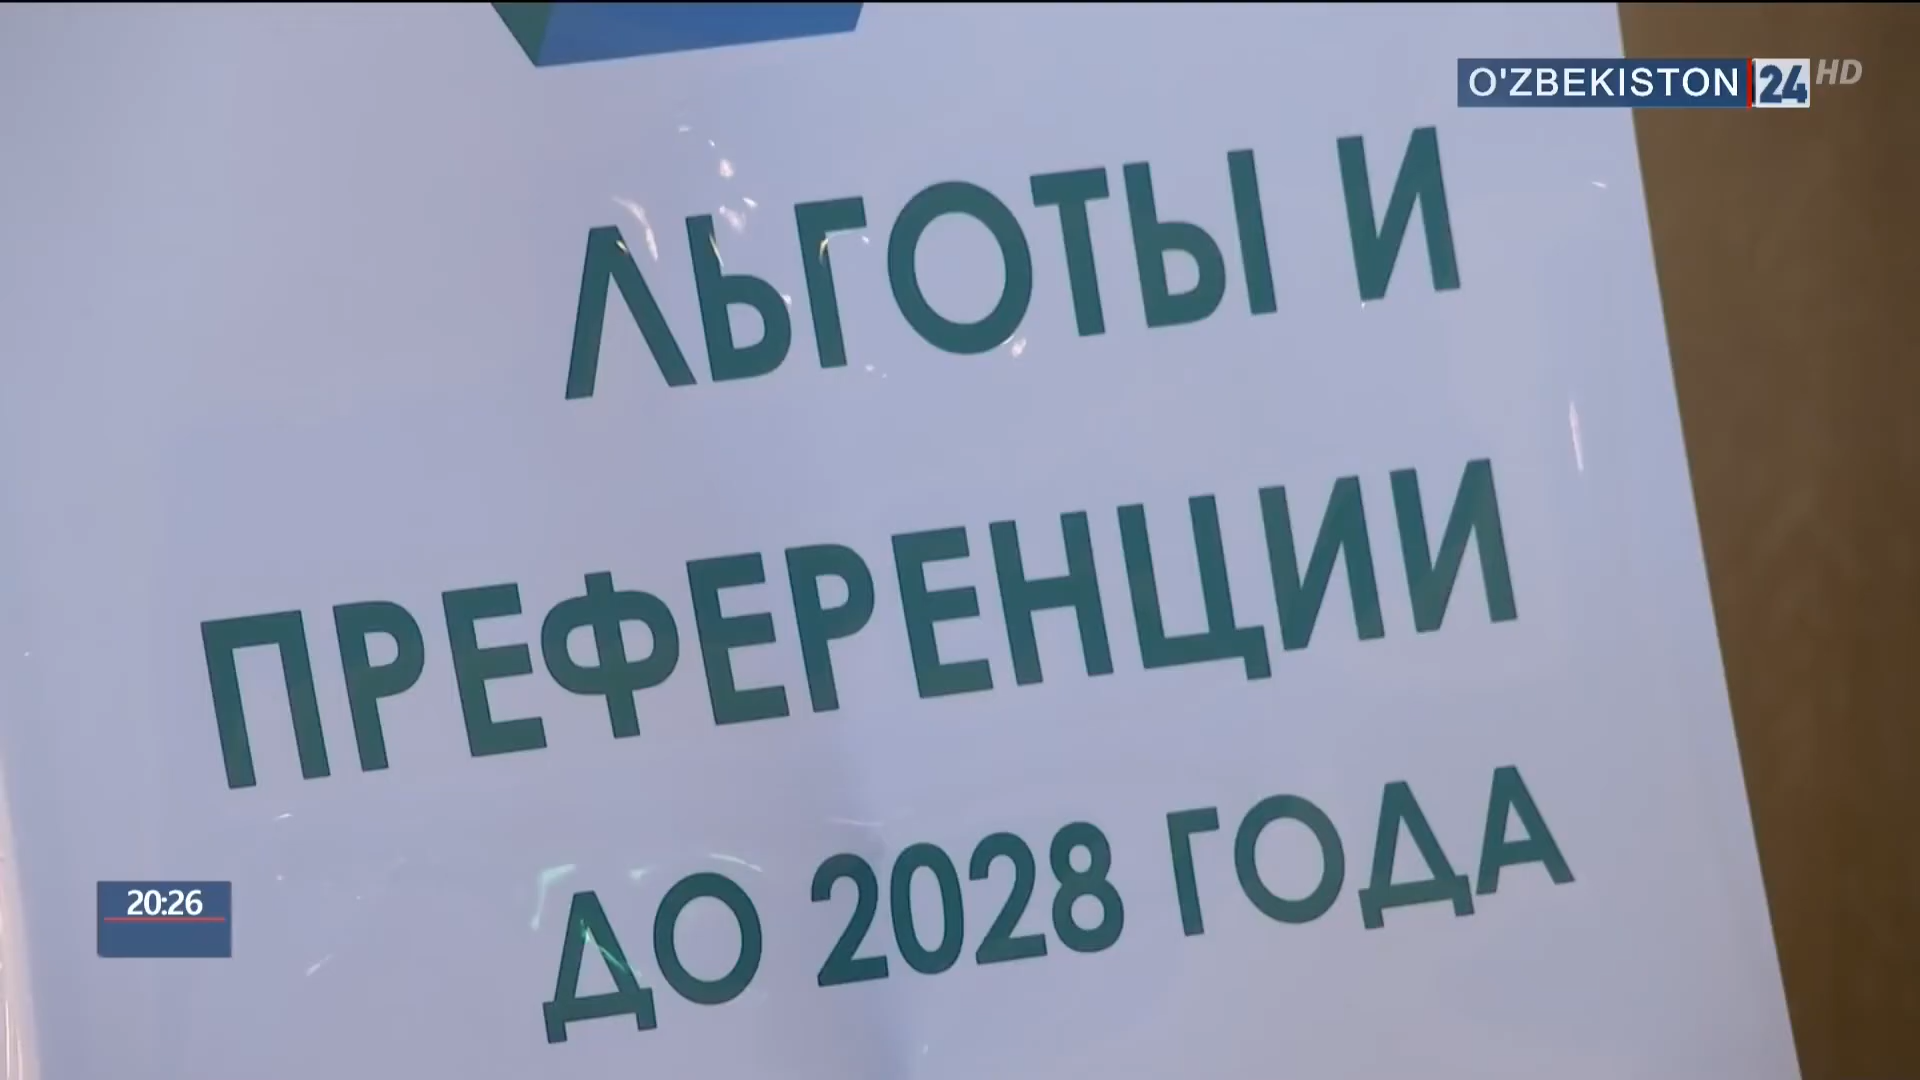 O'ZBEKISTON 24 HD
ЛЬГОТЫ И
ПРЕФЕРЕНЦИИ
ДО 2028 ГОДА
20:26